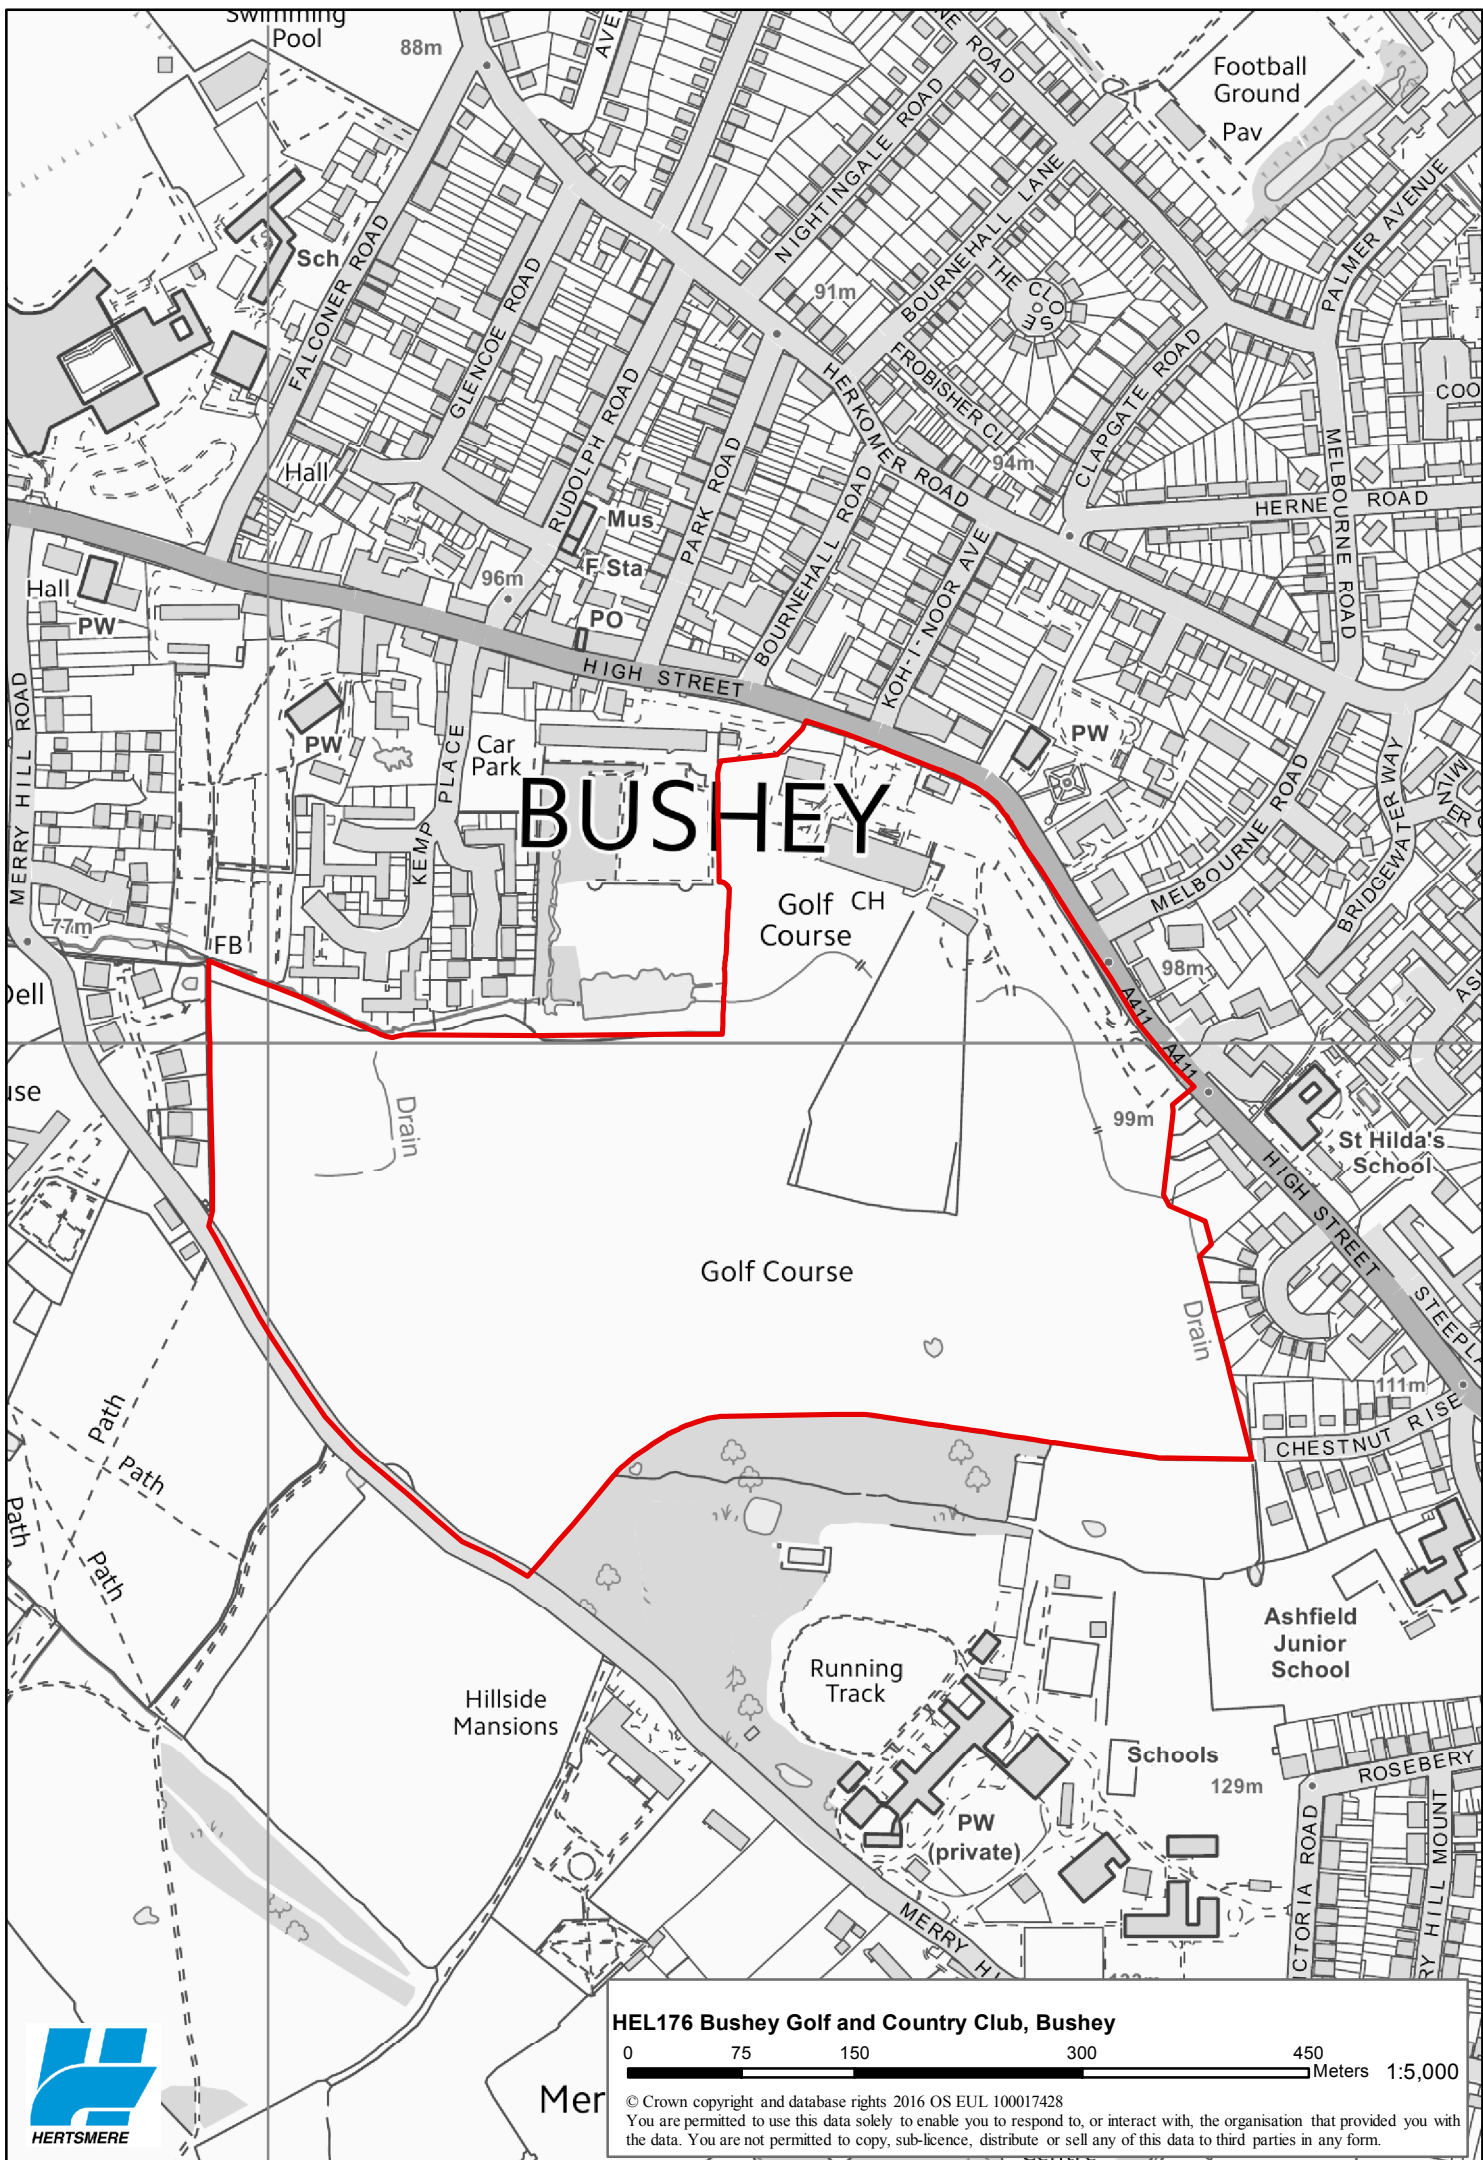 Swimming
Pool
88m
AVE
NE ROAD
Football
Ground
Pav
NIGHTINGALE ROAD
BOURNEHALL LANE
PALMER AVENUE
Sch
FALCONER ROAD
GLENCOE ROAD
91m
THE CLOSE
RUDOLPH ROAD
HERKOMER ROAD
FROBISHER CL
CLAPGATE ROAD
COO
MELBOURNE ROAD
Hall
PARK ROAD
BOURNEHALL ROAD
94m
HERNE ROAD
Mus
F Sta
KOH-I-NOOR AVE
96m
Hall
PW
PO
HIGH STREET
MERRY HILL ROAD
PW
KEMP PLACE
Car
Park
PW
BUSHEY
MELBOURNE ROAD
BRIDGEWATER WAY
MILNER
Golf
Course
CH
77m
FB
98m
AS
Dell
A411
A411
use
Drain
99m
St Hilda's
School
HIGH STREET
Golf Course
STEEPLA
Drain
111m
CHESTNUT RISE
Path
Path
Path
Path
Ashfield
Junior
School
Running
Track
Hillside
Mansions
Schools
129m
ROSEBERY
PW
(private)
VICTORIA ROAD
RY HILL MOUNT
MERRY HI
HEL176 Bushey Golf and Country Club, Bushey
0 75 150 300 450
Meters 1:5,000
© Crown copyright and database rights 2016 OS EUL 100017428
You are permitted to use this data solely to enable you to respond to, or interact with, the organisation that provided you with
the data. You are not permitted to copy, sub-licence, distribute or sell any of this data to third parties in any form.
Mer
HERTSMERE